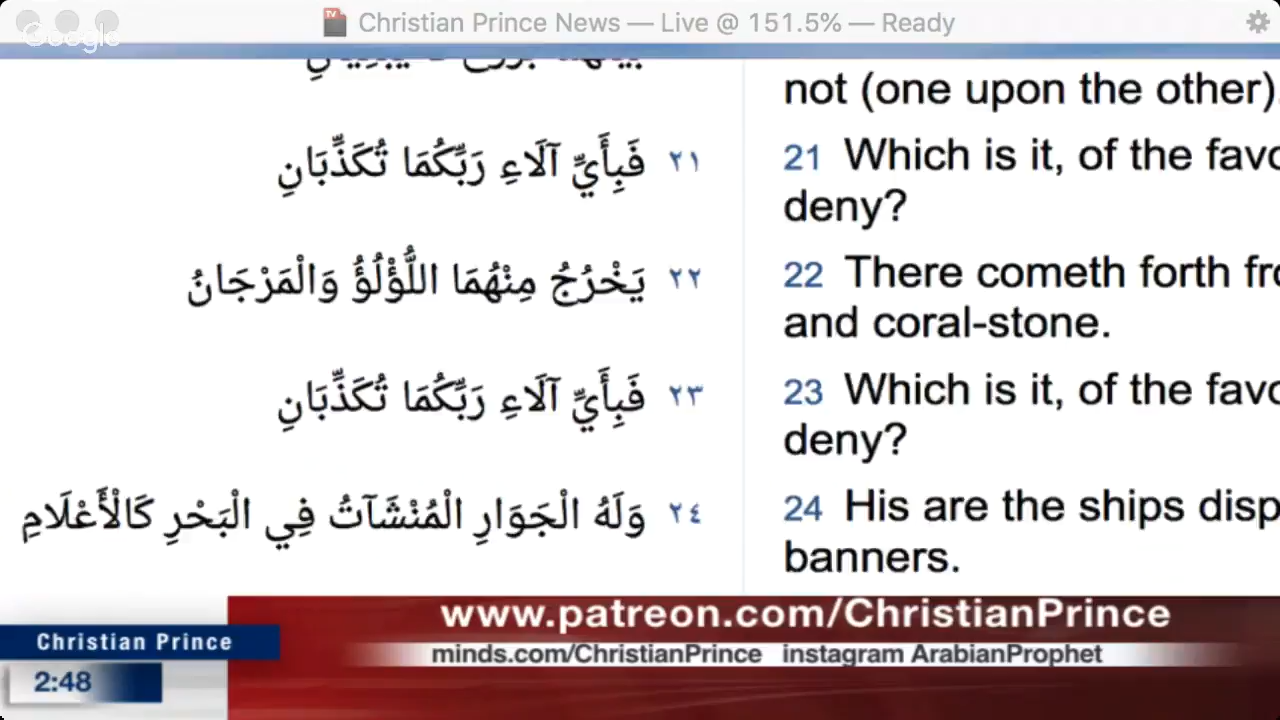 Christian Prince News — Live @ 151.5% — Ready
Google
not (one upon the other)
٢١ فَبِأَيِّ آلَاءِ رَبِّكُمَا تُكَذِّبَانِ
21 Which is it, of the favo
deny?
٢٢ يَخْرُجُ مِنْهُمَا اللُّؤْلُؤُ وَالْمَرْجَانُ
22 There cometh forth fro
and coral-stone.
٢٣ فَبِأَيِّ آلَاءِ رَبِّكُمَا تُكَذِّبَانِ
23 Which is it, of the favo
deny?
٢٤ وَلَهُ الْجَوَارِ الْمُنْشَآتُ فِي الْبَحْرِ كَالْأَعْلَامِ
24 His are the ships disp
banners.
www.patreon.com/ChristianPrince
Christian Prince
minds.com/ChristianPrince instagram ArabianProphet
2:48